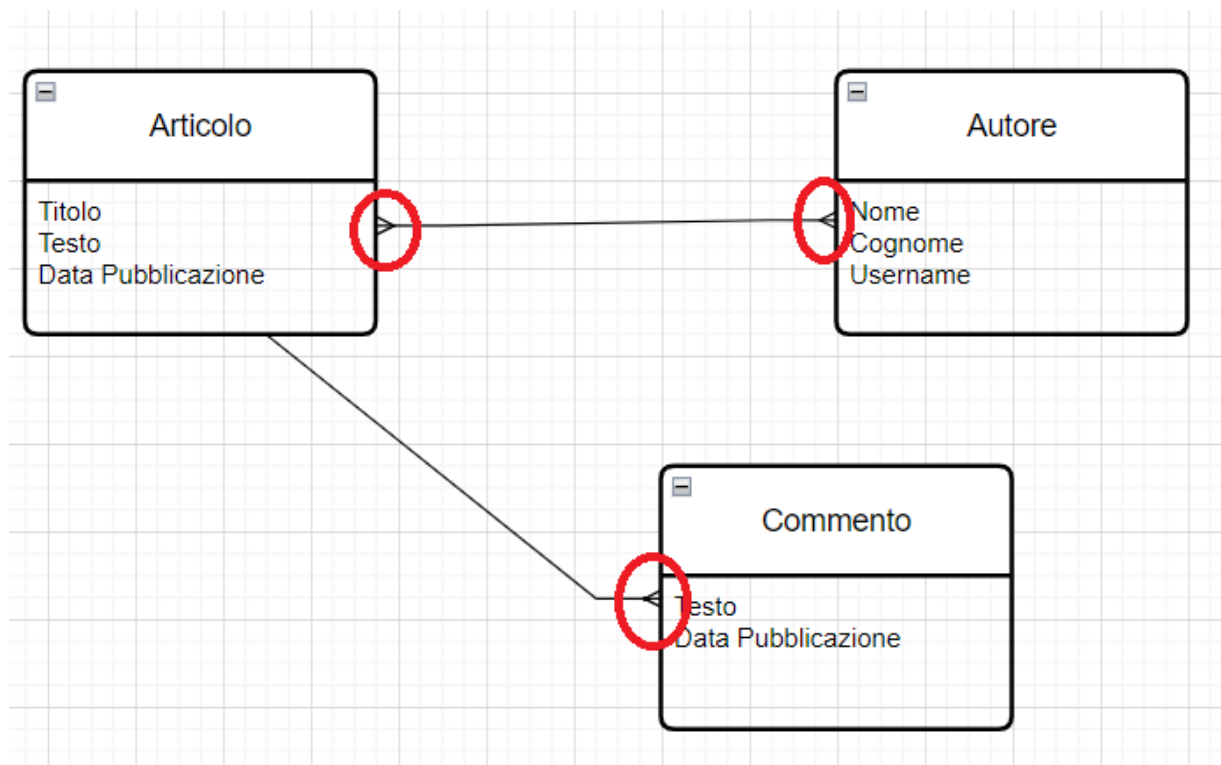 Articolo
Titolo
Testo
Data Pubblicazione
Autore
Nome
Cognome
Username
Commento
Testo
Data Pubblicazione